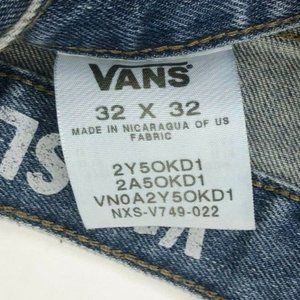 VANS
32 X 32
MADE IN NICARAGUA OF US
FABRIC
2Y5OKD1
2A5OKD1
VN0A2Y5OKD1
NXS-V749-022